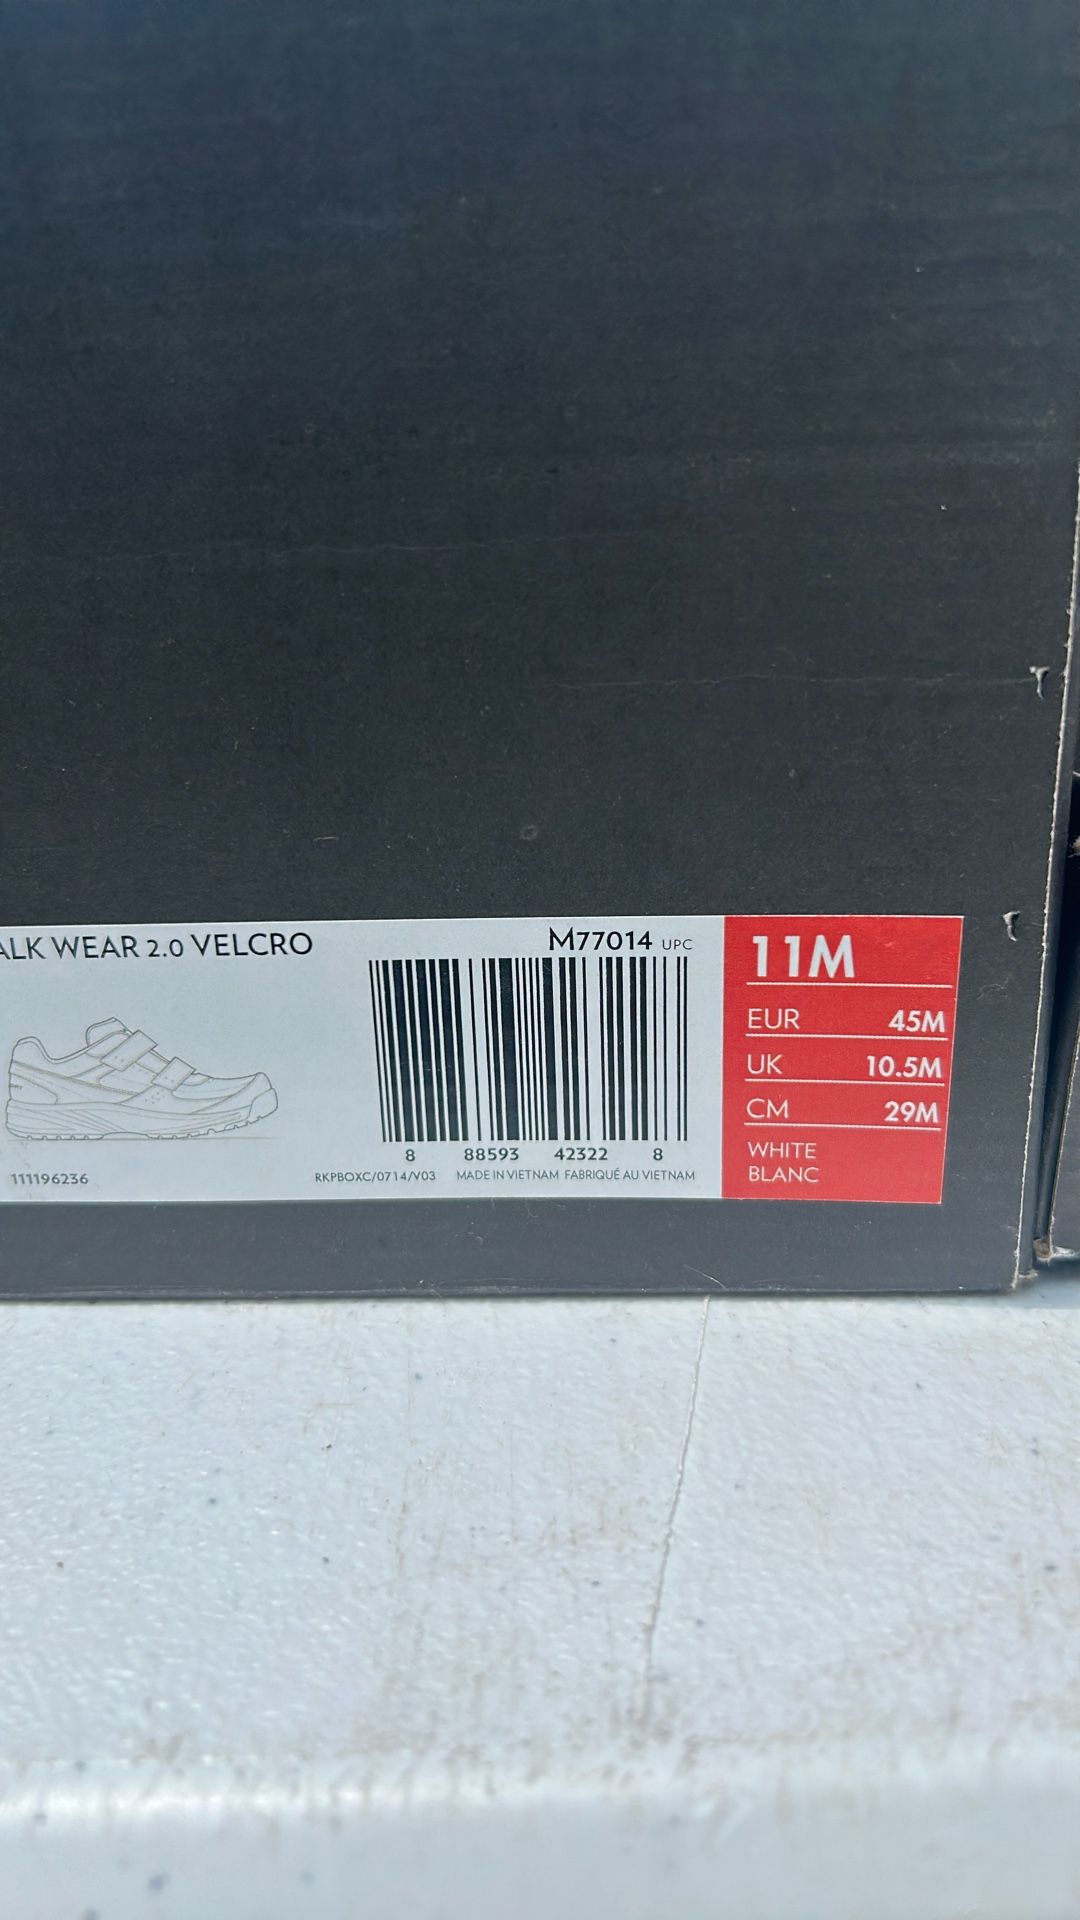 ALK WEAR 2.0 VELCRO
M77014 UPC
8 88593 42322 8
111196236
RKPBOXC/0714/V03 MADE IN VIETNAM FABRIQUÉ AU VIETNAM
11M
EUR 45M
UK 10.5M
CM 29M
WHITE
BLANC